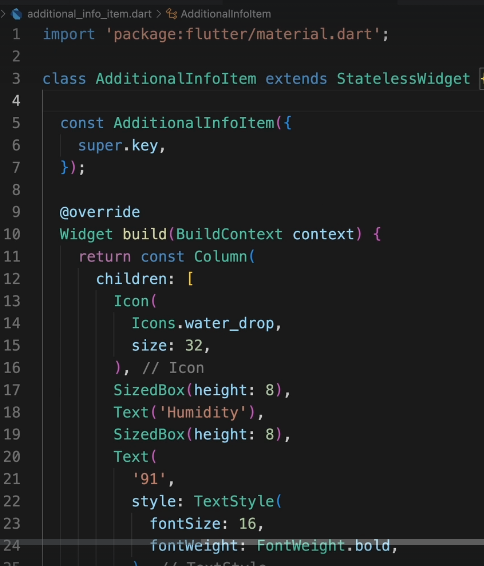 additional_info_item.dart > AdditionalInfoItem
1 import 'package:flutter/material.dart';
2
3 class AdditionalInfoItem extends StatelessWidget {
4
5 const AdditionalInfoItem({
6 super.key,
7 });
8
9 @override
10 Widget build(BuildContext context) {
11 return const Column(
12 children: [
13 Icon(
14 Icons.water_drop,
15 size: 32,
16 ), // Icon
17 SizedBox(height: 8),
18 Text('Humidity'),
19 SizedBox(height: 8),
20 Text(
21 '91',
22 style: TextStyle(
23 fontSize: 16,
24 fontWeight: FontWeight.bold,
25 ), // TextStyle